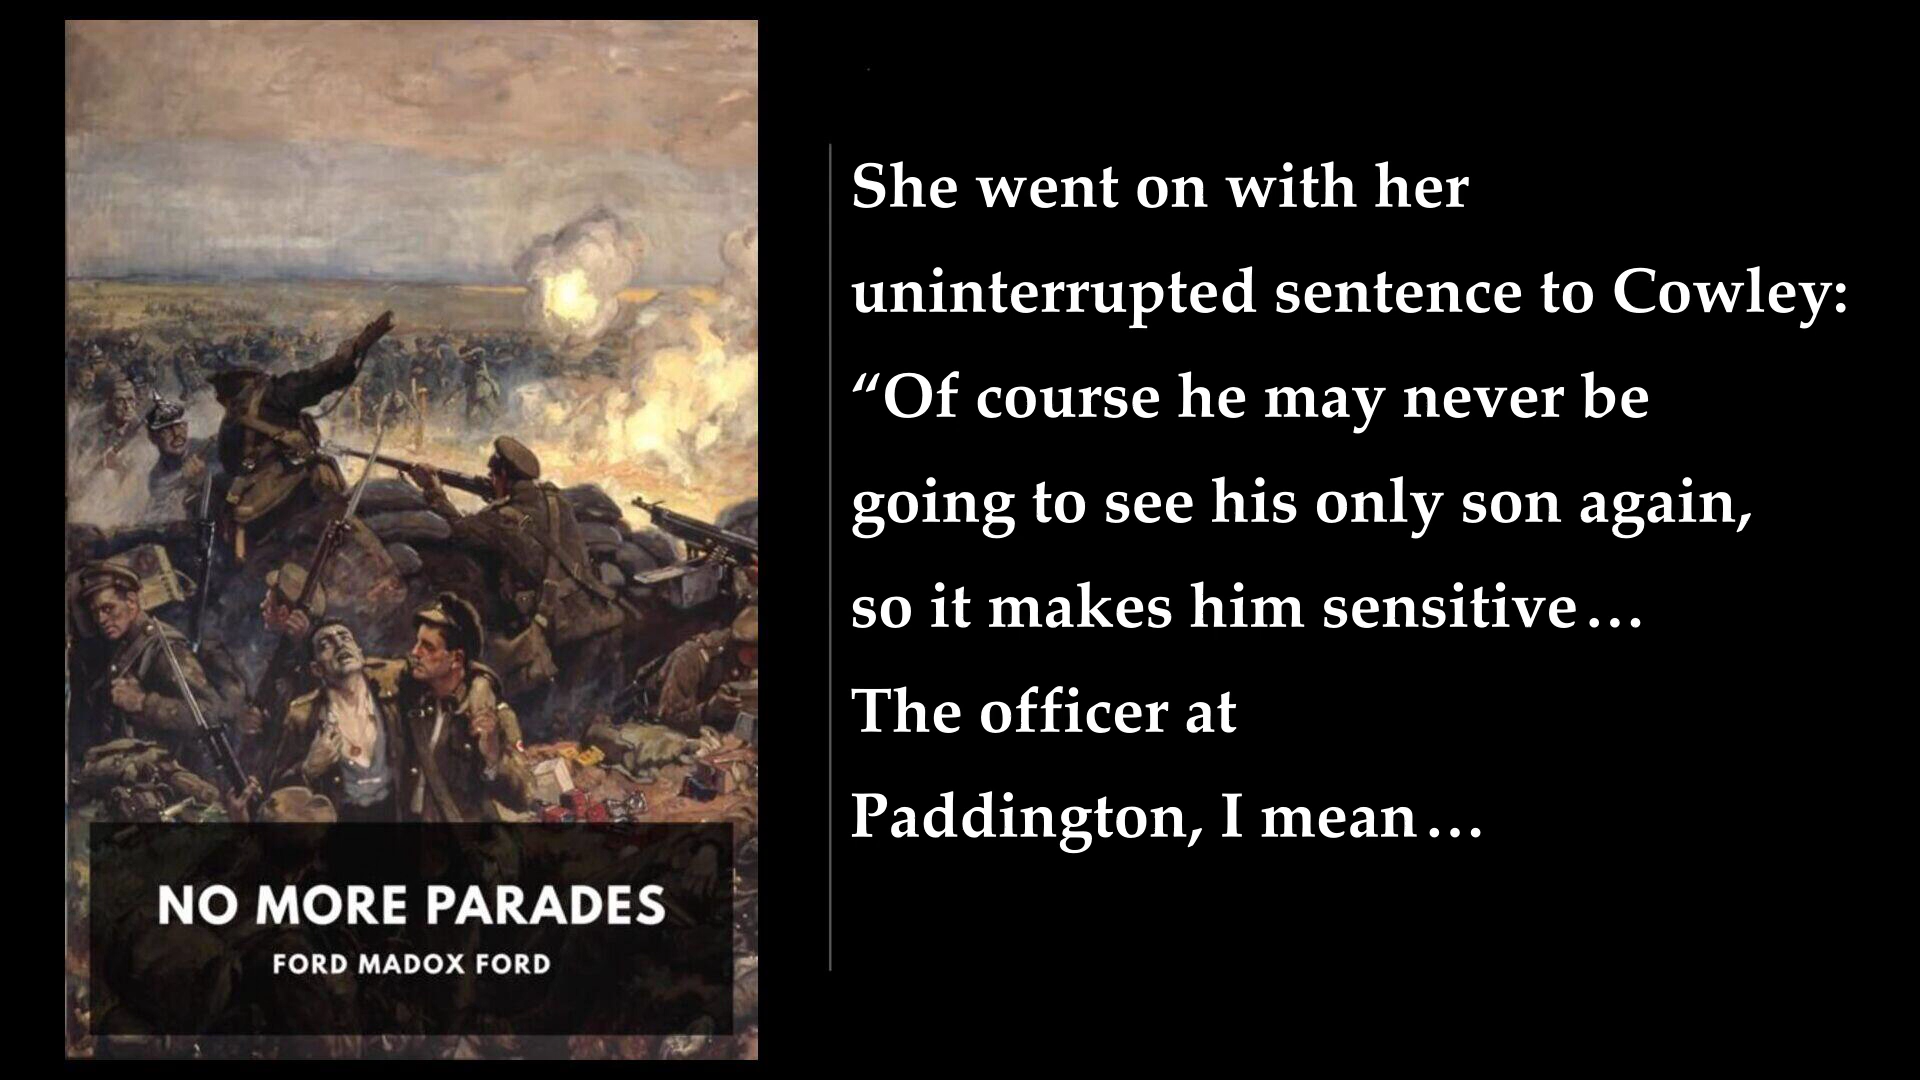 NO MORE PARADES
FORD MADOX FORD
She went on with her
uninterrupted sentence to Cowley:
“Of course he may never be
going to see his only son again,
so it makes him sensitive…
The officer at
Paddington, I mean…